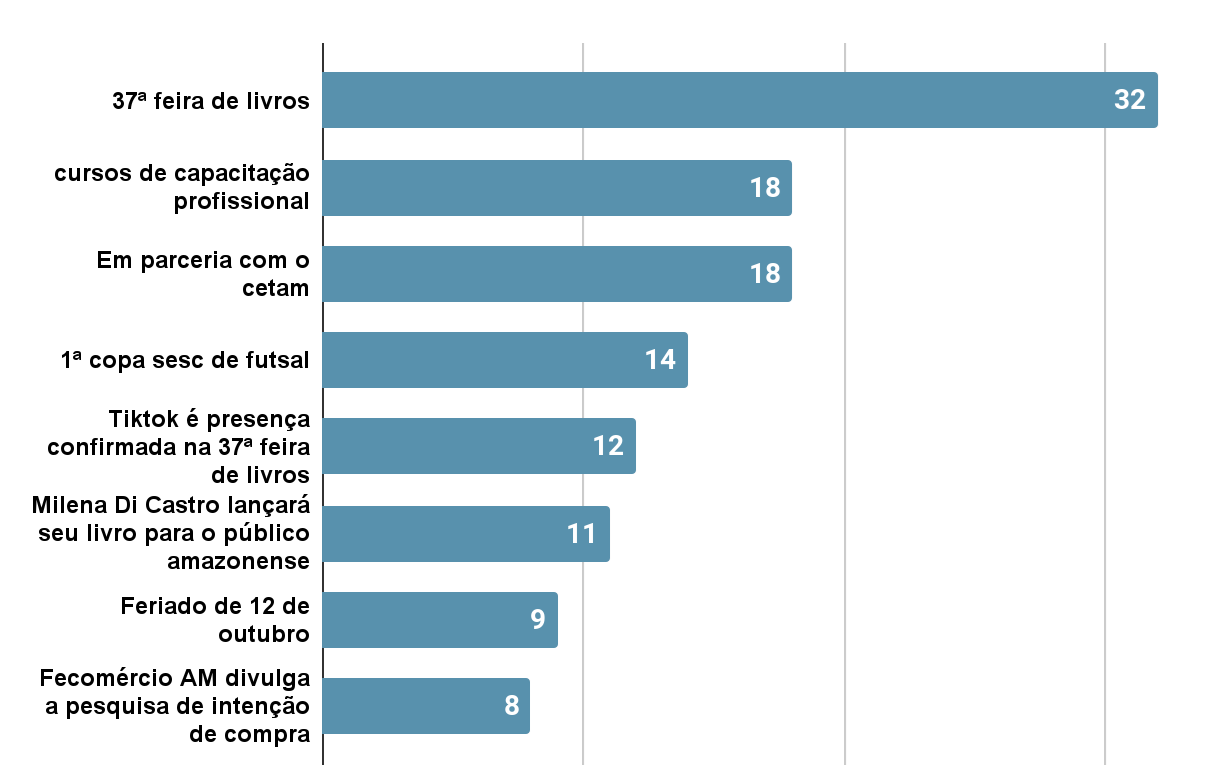 37ª feira de livros
32
cursos de capacitação
profissional
18
Em parceria com o
cetam
18
1ª copa sesc de futsal
14
Tiktok é presença
confirmada na 37ª feira
de livros
12
Milena Di Castro lançará
seu livro para o público
amazonense
11
Feriado de 12 de
outubro
9
Fecomércio AM divulga
a pesquisa de intenção
de compra
8